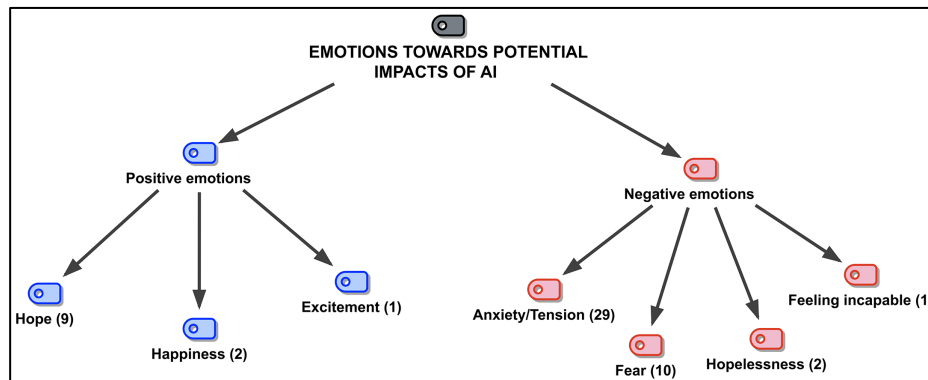 EMOTIONS TOWARDS POTENTIAL
IMPACTS OF AI
Positive emotions
Negative emotions
Hope (9)
Happiness (2)
Excitement (1)
Anxiety/Tension (29)
Fear (10)
Hopelessness (2)
Feeling incapable (1